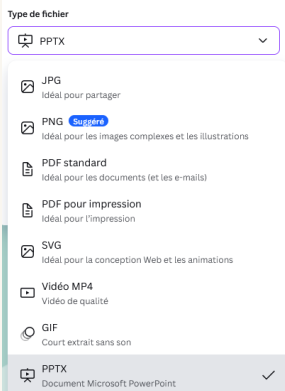 Type de fichier
PPTX
JPG
Idéal pour partager
PNG Suggéré
Idéal pour les images complexes et les illustrations
PDF standard
Idéal pour les documents (et les e-mails)
PDF pour impression
Idéal pour l'impression
SVG
Idéal pour la conception Web et les animations
Vidéo MP4
Vidéo de qualité
GIF
Court extrait sans son
PPTX
Document Microsoft PowerPoint